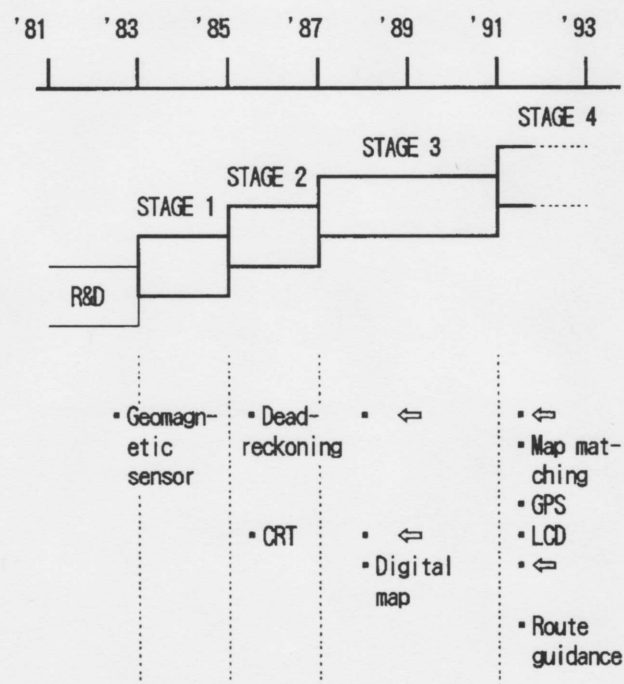 '81 '83 '85 '87 '89 '91 '93
STAGE 4
STAGE 3
STAGE 2
STAGE 1
R&D
▪Geomagn-
etic
sensor
▪Dead-
reckoning
▪CRT
▪ ⇦
▪ ⇦
▪Digital
map
▪⇦
▪Map mat-
ching
▪GPS
▪LCD
▪⇦
▪Route
guidance